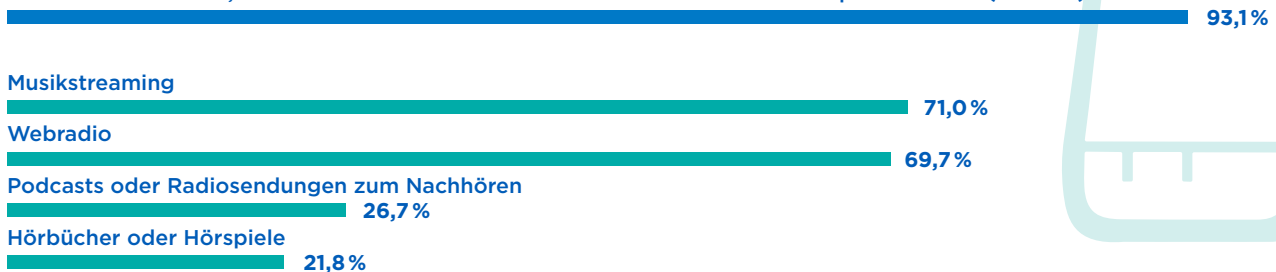 93,1 %
Musikstreaming
71,0 %
Webradio
69,7 %
Podcasts oder Radiosendungen zum Nachhören
26,7 %
Hörbücher oder Hörspiele
21,8 %